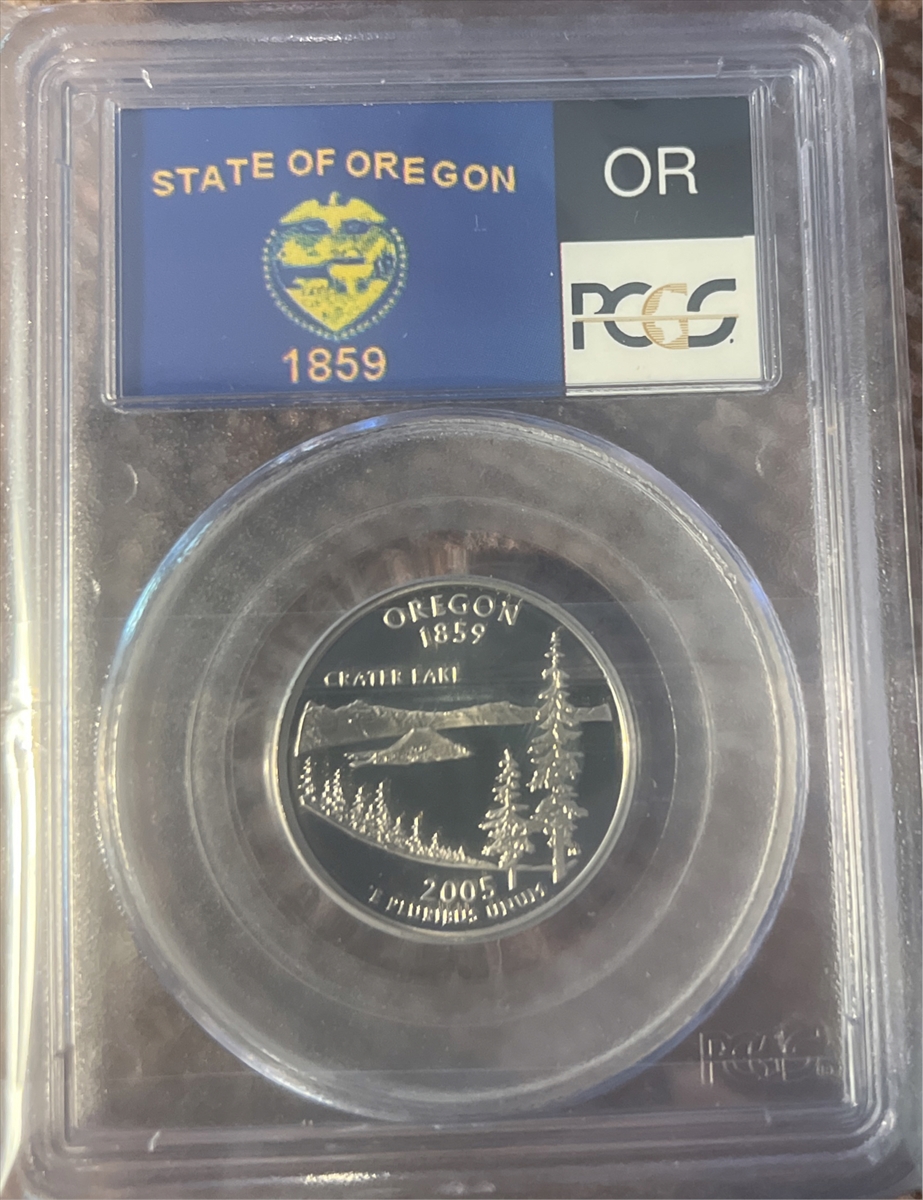 STATE OF OREGON
1859
OR
PCGS
OREGON
1859
CRATER LAKE
2005
E PLURIBUS UNUM
PCGS